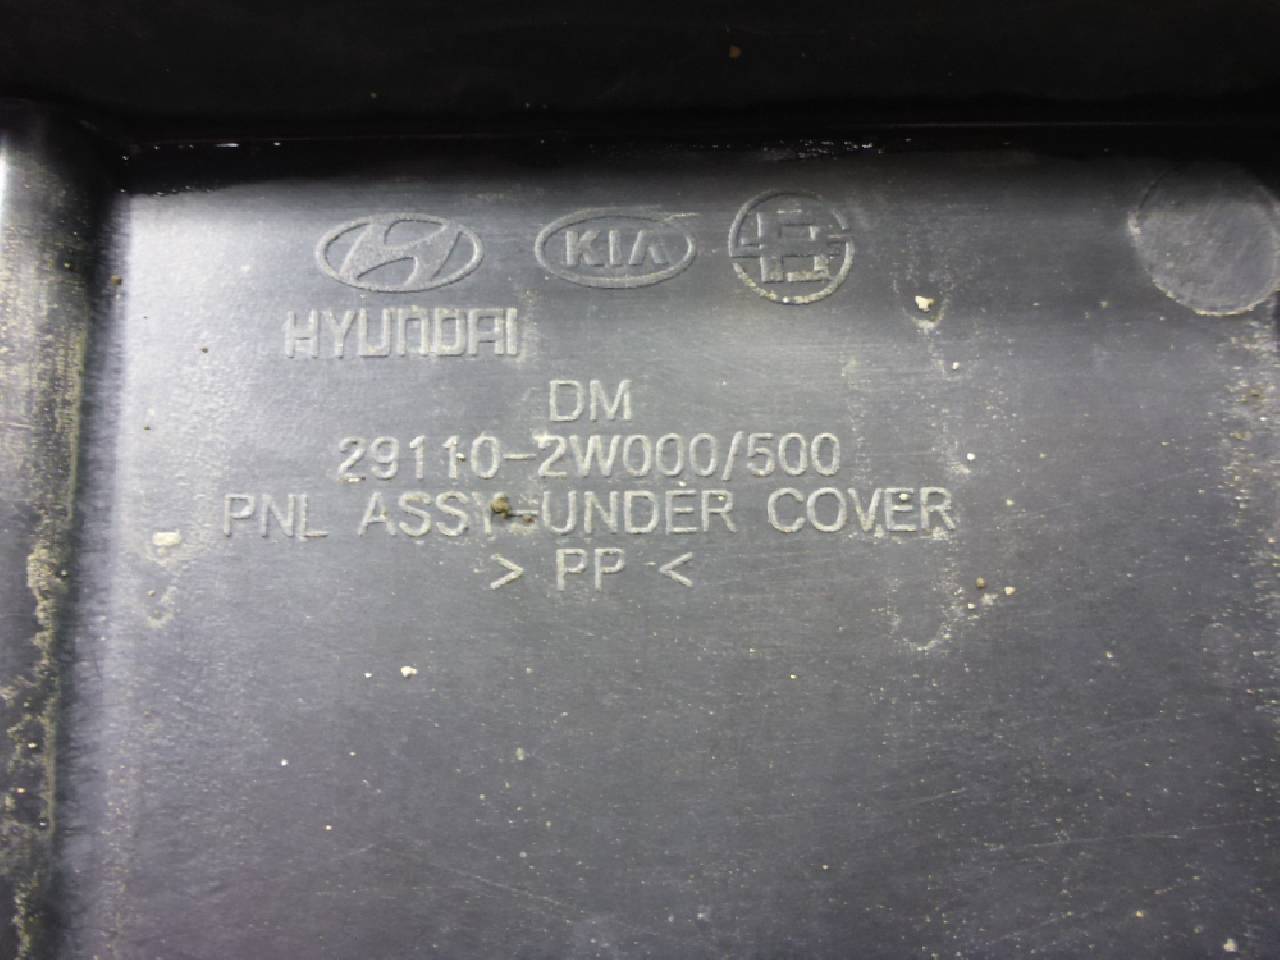 KIA
HYUNDAI
DM
29110-2W000/500
PNL ASSY-UNDER COVER
> PP <